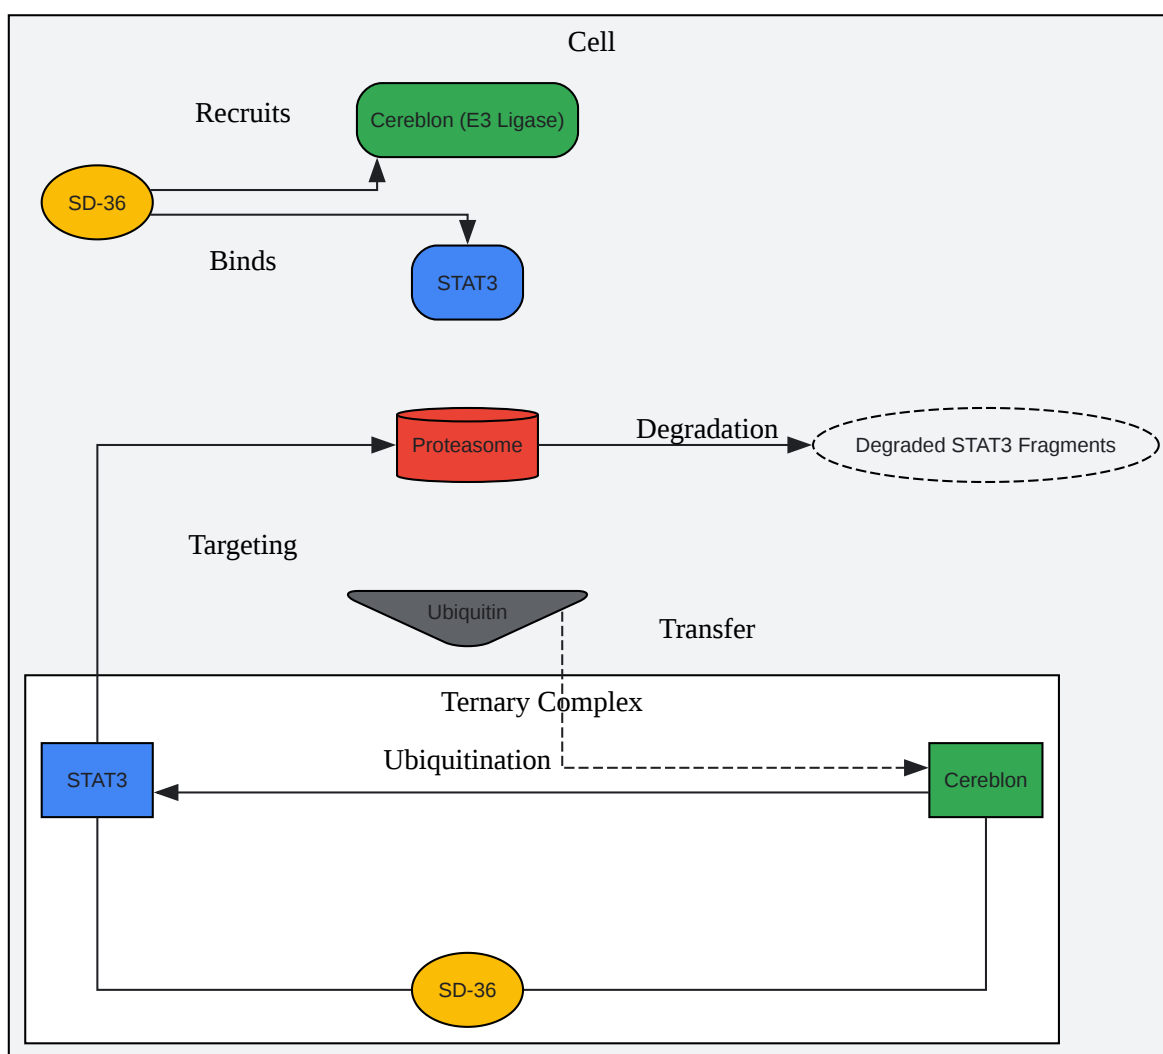 Cell
Recruits
Cereblon (E3 Ligase)
SD-36
Binds
STAT3
Proteasome
Degradation
Degraded STAT3 Fragments
Targeting
Ubiquitin
Transfer
Ternary Complex
Ubiquitination
STAT3
Cereblon
SD-36